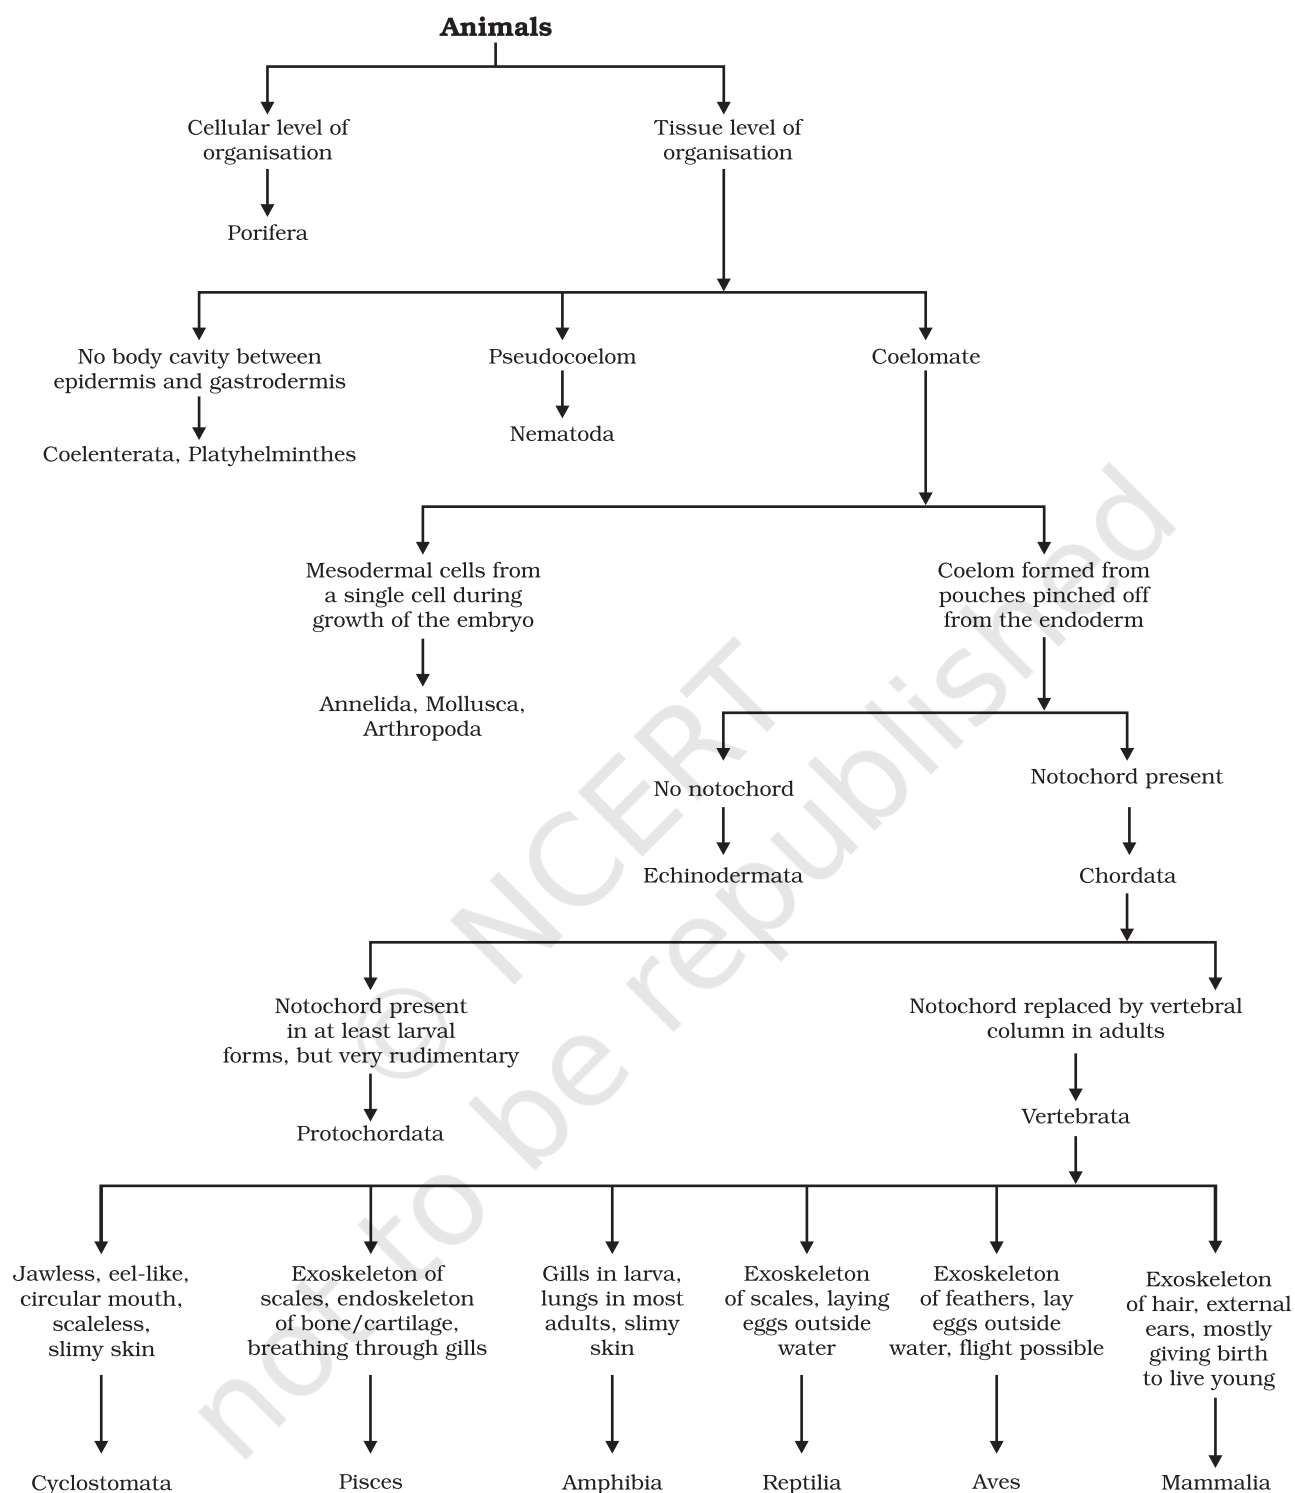 Animals
Cellular level of
organisation
Tissue level of
organisation
Porifera
No body cavity between
epidermis and gastrodermis
Pseudocoelom
Coelomate
Coelenterata, Platyhelminthes
Nematoda
Mesodermal cells from
a single cell during
growth of the embryo
Coelom formed from
pouches pinched off
from the endoderm
Annelida, Mollusca,
Arthropoda
No notochord
Notochord present
Echinodermata
Chordata
Notochord present
in at least larval
forms, but very rudimentary
Notochord replaced by vertebral
column in adults
Protochordata
Vertebrata
Jawless, eel-like,
circular mouth,
scaleless,
slimy skin
Exoskeleton of
scales, endoskeleton
of bone/cartilage,
breathing through gills
Gills in larva,
lungs in most
adults, slimy
skin
Exoskeleton
of scales, laying
eggs outside
water
Exoskeleton
of feathers, lay
eggs outside
water, flight possible
Exoskeleton
of hair, external
ears, mostly
giving birth
to live young
Cyclostomata
Pisces
Amphibia
Reptilia
Aves
Mammalia
© NCERT
not to be republished